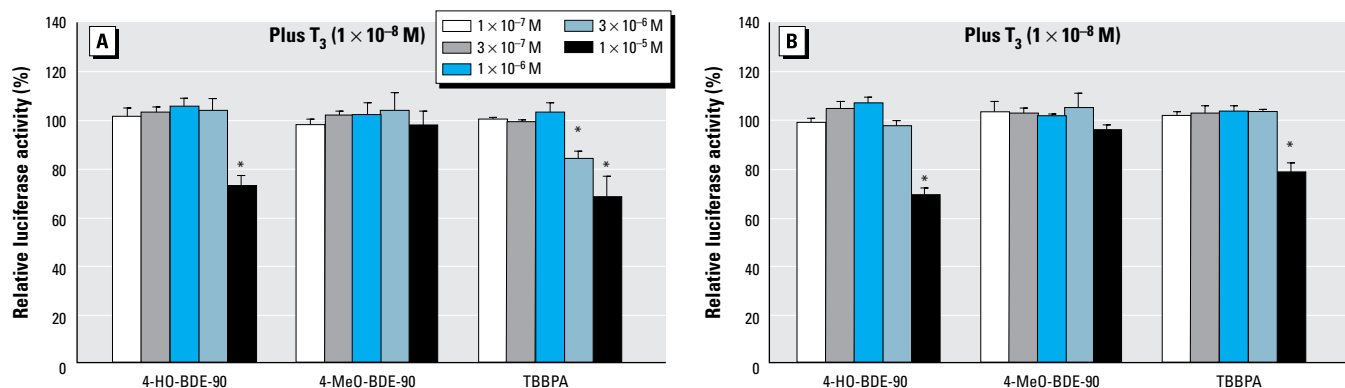 A
Plus T₃ (1 × 10⁻⁸ M)
1 × 10⁻⁷ M
3 × 10⁻⁷ M
1 × 10⁻⁶ M
3 × 10⁻⁶ M
1 × 10⁻⁵ M
Relative luciferase activity (%)
140
120
100
80
60
40
20
0
*
*
*
4-HO-BDE-90
4-MeO-BDE-90
TBBPA
B
Plus T₃ (1 × 10⁻⁸ M)
Relative luciferase activity (%)
140
120
100
80
60
40
20
0
*
*
4-HO-BDE-90
4-MeO-BDE-90
TBBPA